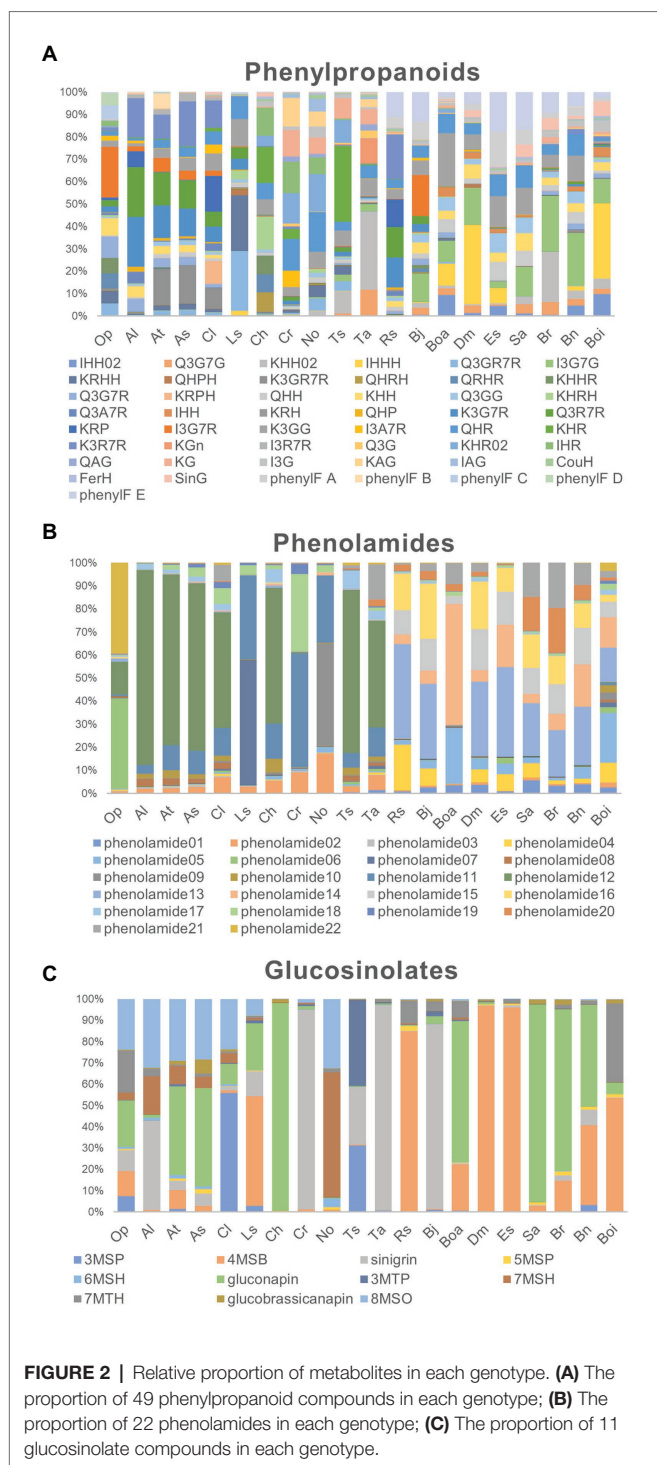 A
Phenylpropanoids
100%
90%
80%
70%
60%
50%
40%
30%
20%
10%
0%
Op Al At As Cl Ls Ch Cr No Ts Ta Rs Bj Boa Dm Es Sa Br Bn Boi
IHH02 Q3G7G KHH02 IHHH Q3GR7R I3G7G
KRHH QHPH K3GR7R QHRH QRHR KHHR
Q3G7R KRPH QHH KHH Q3GG KHRH
Q3A7R IHH KRH QHP K3G7R Q3R7R
KRP I3G7R K3GG I3A7R QHR KHR
K3R7R KGn I3R7R Q3G KHR02 IHR
QAG KG I3G KAG IAG CouH
FerH SinG phenylF A phenylF B phenylF C phenylF D
phenylF E
B
Phenolamides
100%
90%
80%
70%
60%
50%
40%
30%
20%
10%
0%
Op Al At As Cl Ls Ch Cr No Ts Ta Rs Bj Boa Dm Es Sa Br Bn Boi
phenolamide01 phenolamide02 phenolamide03 phenolamide04
phenolamide05 phenolamide06 phenolamide07 phenolamide08
phenolamide09 phenolamide10 phenolamide11 phenolamide12
phenolamide13 phenolamide14 phenolamide15 phenolamide16
phenolamide17 phenolamide18 phenolamide19 phenolamide20
phenolamide21 phenolamide22
C
Glucosinolates
100%
90%
80%
70%
60%
50%
40%
30%
20%
10%
0%
Op Al At As Cl Ls Ch Cr No Ts Ta Rs Bj Boa Dm Es Sa Br Bn Boi
3MSP 4MSB sinigrin 5MSP
6MSH gluconapin 3MTP 7MSH
7MTH glucobrassicanapin 8MSO
FIGURE 2 | Relative proportion of metabolites in each genotype. (A) The
proportion of 49 phenylpropanoid compounds in each genotype; (B) The
proportion of 22 phenolamides in each genotype; (C) The proportion of 11
glucosinolate compounds in each genotype.